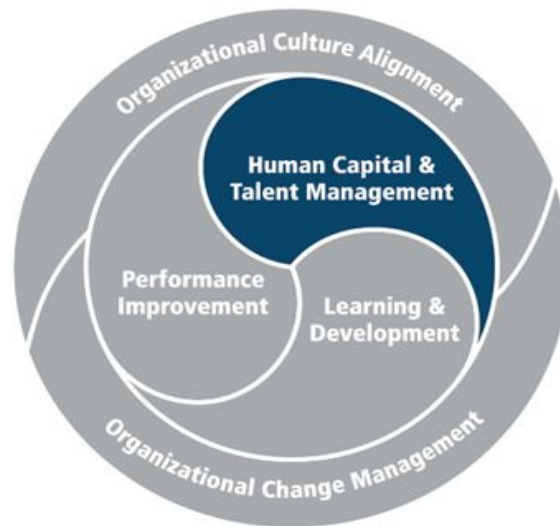 Organizational Culture Alignment
Human Capital &
Talent Management
Performance
Improvement
Learning &
Development
Organizational Change Management